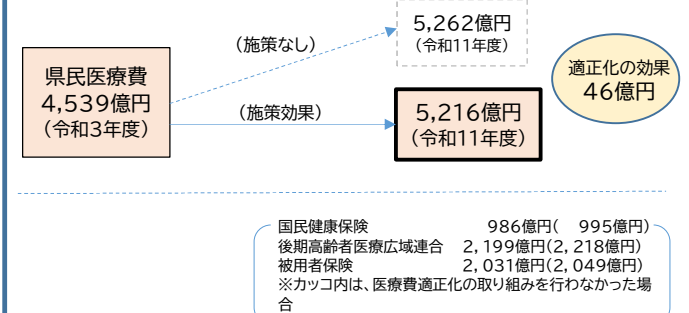 5,262億円
(令和11年度)
(施策なし)
県民医療費
4,539億円
(令和3年度)
(施策効果)
5,216億円
(令和11年度)
適正化の効果
46億円
国民健康保険 986億円( 995億円)
後期高齢者医療広域連合 2,199億円(2,218億円)
被用者保険 2,031億円(2,049億円)
※カッコ内は、医療費適正化の取り組みを行わなかった場
合